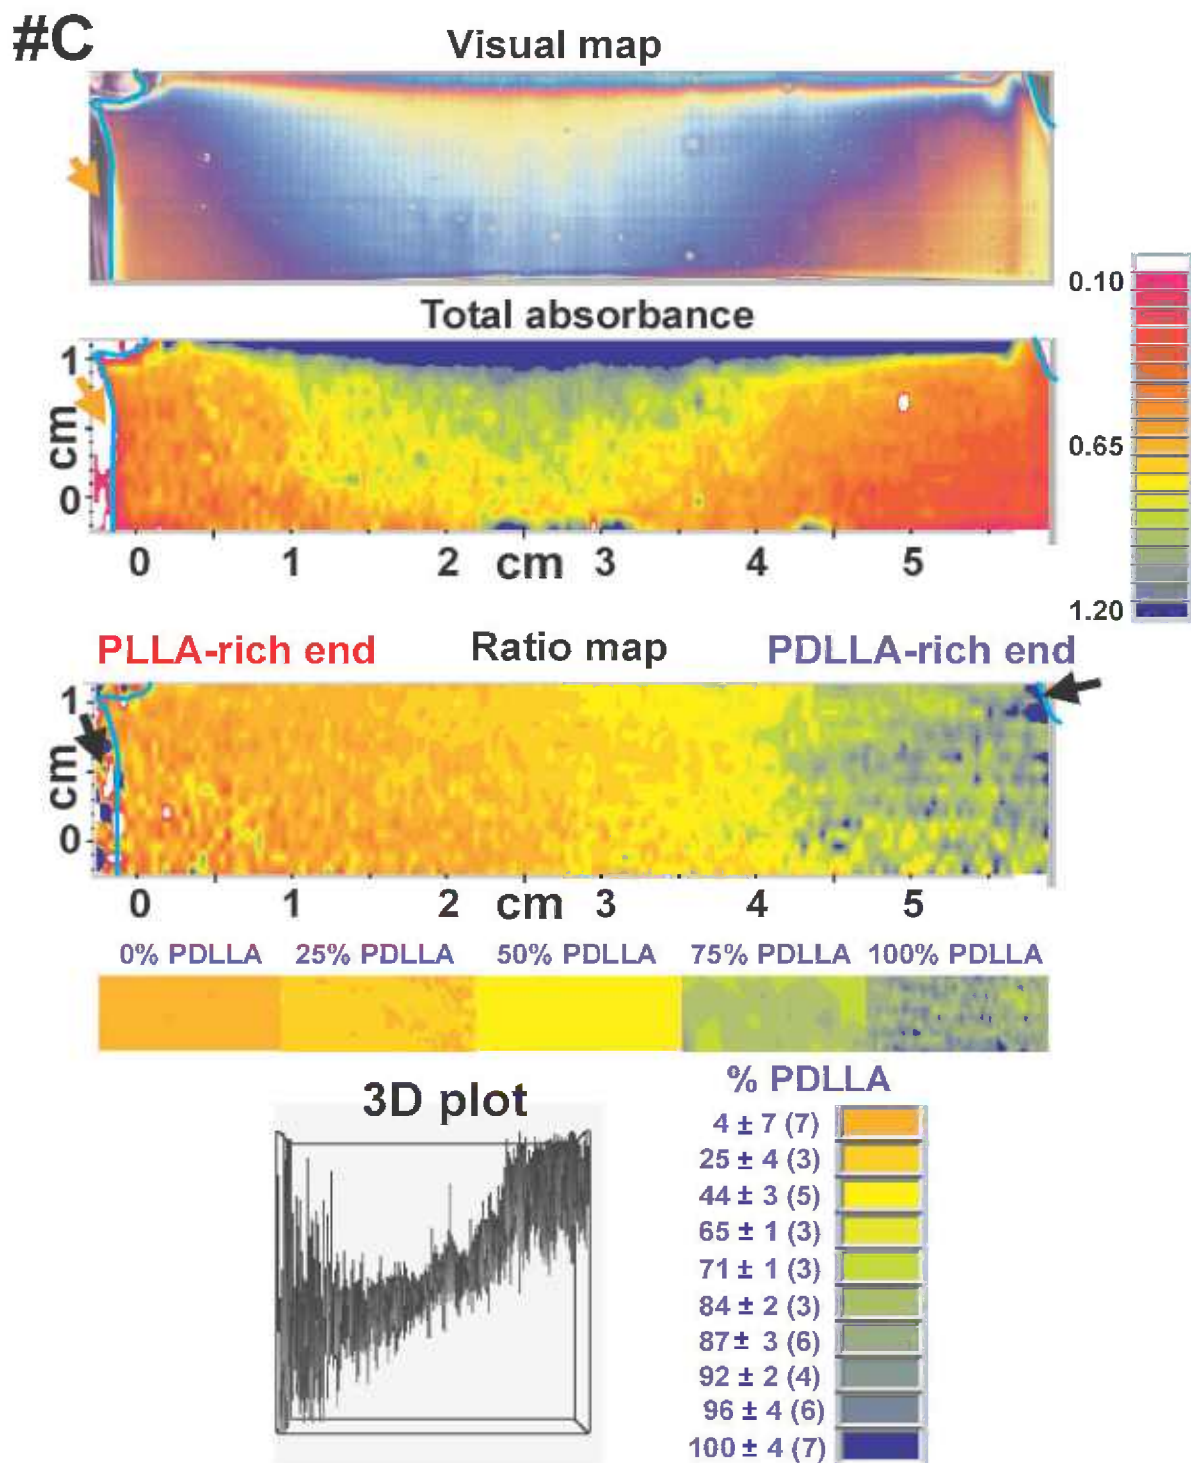 #C
Visual map
Total absorbance
0.10
0.65
1.20
1
cm
0
0 1 2 cm 3 4 5
PLLA-rich end Ratio map PDLLA-rich end
1
cm
0
0 1 2 cm 3 4 5
0% PDLLA 25% PDLLA 50% PDLLA 75% PDLLA 100% PDLLA
3D plot
% PDLLA
4 ± 7 (7)
25 ± 4 (3)
44 ± 3 (5)
65 ± 1 (3)
71 ± 1 (3)
84 ± 2 (3)
87 ± 3 (6)
92 ± 2 (4)
96 ± 4 (6)
100 ± 4 (7)